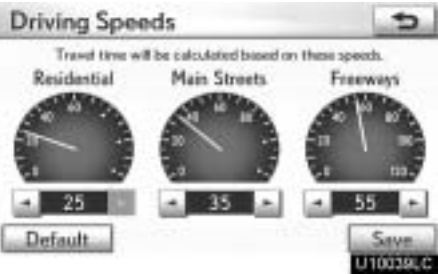 Driving Speeds
Travel time will be calculated based on these speeds.
Residential Main Streets Freeways
25 35 55
Default Save
U10039LC